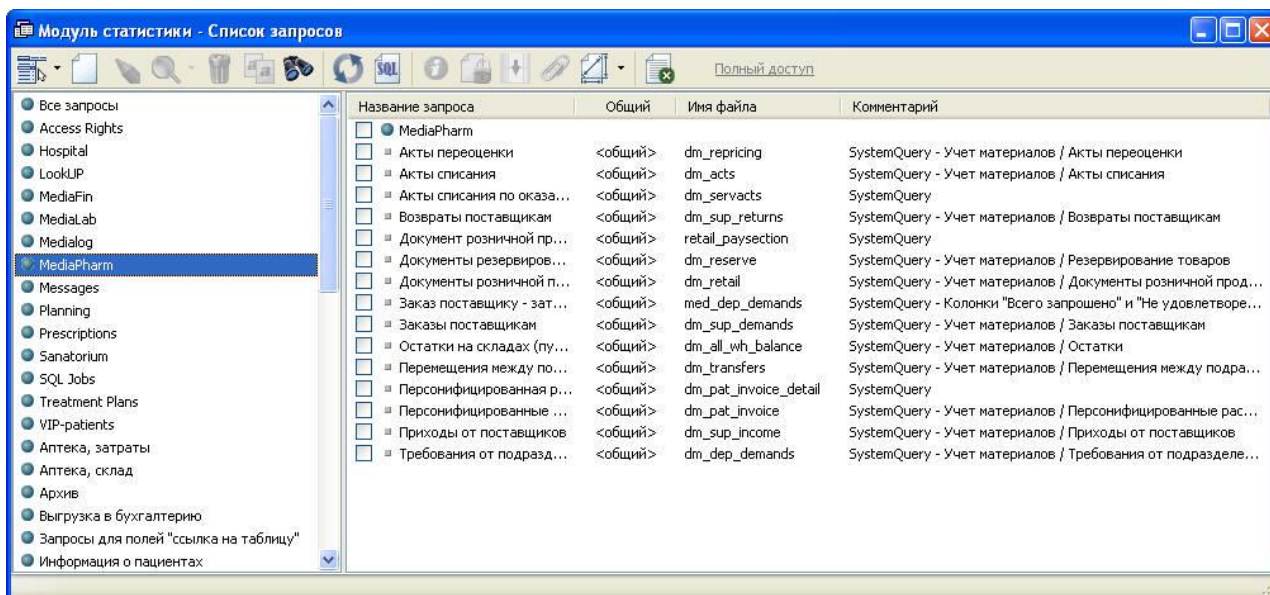 Модуль статистики - Список запросов
SQL
Полный доступ
Все запросы
Access Rights
Hospital
LookUP
MediaFin
MediaLab
Medialog
MediaPharm
Messages
Planning
Prescriptions
Sanatorium
SQL Jobs
Treatment Plans
VIP-patients
Аптека, затраты
Аптека, склад
Архив
Выгрузка в бухгалтерию
Запросы для полей "ссылка на таблицу"
Информация о пациентах
Название запроса Общий Имя файла Комментарий
MediaPharm
Акты переоценки <общий> dm_repricing SystemQuery - Учет материалов / Акты переоценки
Акты списания <общий> dm_acts SystemQuery - Учет материалов / Акты списания
Акты списания по оказа... <общий> dm_servacts SystemQuery
Возвраты поставщикам <общий> dm_sup_returns SystemQuery - Учет материалов / Возвраты поставщикам
Документ розничной пр... <общий> retail_paysection SystemQuery
Документы резервиров... <общий> dm_reserve SystemQuery - Учет материалов / Резервирование товаров
Документы розничной п... <общий> dm_retail SystemQuery - Учет материалов / Документы розничной прод...
Заказ поставщику - зат... <общий> med_dep_demands SystemQuery - Колонки "Всего запрошено" и "Не удовлетворе...
Заказы поставщикам <общий> dm_sup_demands SystemQuery - Учет материалов / Заказы поставщикам
Остатки на складах (пу... <общий> dm_all_wh_balance SystemQuery - Учет материалов / Остатки
Перемещения между по... <общий> dm_transfers SystemQuery - Учет материалов / Перемещения между подра...
Персонифицированная р... <общий> dm_pat_invoice_detail SystemQuery
Персонифицированные ... <общий> dm_pat_invoice SystemQuery - Учет материалов / Персонифицированные рас...
Приходы от поставщиков <общий> dm_sup_income SystemQuery - Учет материалов / Приходы от поставщиков
Требования от подразд... <общий> dm_dep_demands SystemQuery - Учет материалов / Требования от подразделе...